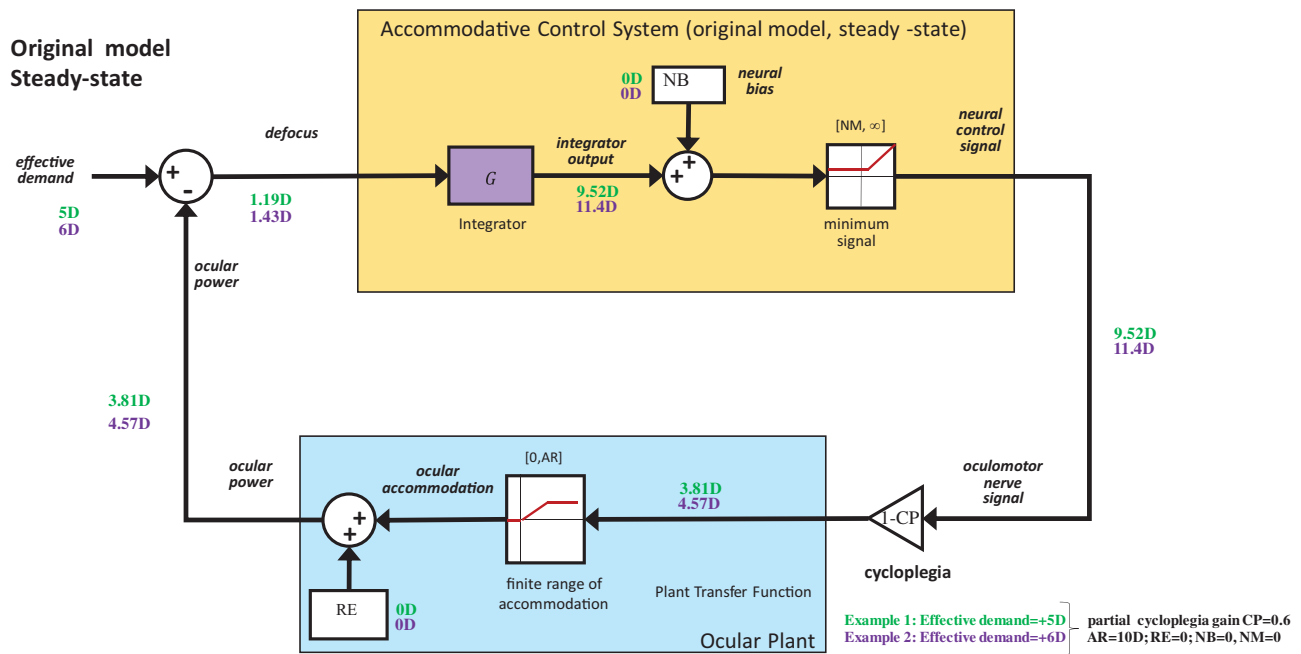 Original model
Steady-state
Accommodative Control System (original model, steady -state)
0D
0D
NB
neural
bias
[NM, ∞]
neural
control
signal
defocus
integrator
output
effective
demand
+
-
G
+
+
5D
6D
1.19D
1.43D
9.52D
11.4D
Integrator
minimum
signal
ocular
power
9.52D
11.4D
3.81D
4.57D
ocular
power
ocular
accommodation
[0,AR]
3.81D
4.57D
oculomotor
nerve
signal
+
+
1-CP
cycloplegia
finite range of
accommodation
Plant Transfer Function
RE
0D
0D
Ocular Plant
Example 1: Effective demand=+5D
Example 2: Effective demand=+6D
partial cycloplegia gain CP=0.6
AR=10D; RE=0; NB=0, NM=0